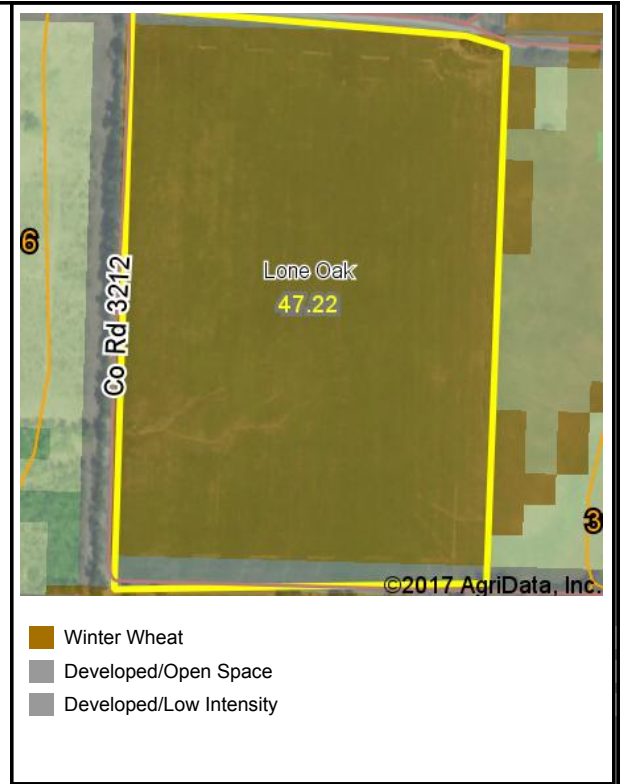 6
Co Rd 3212
Lone Oak
47.22
3
©2017 AgriData, Inc.
Winter Wheat
Developed/Open Space
Developed/Low Intensity